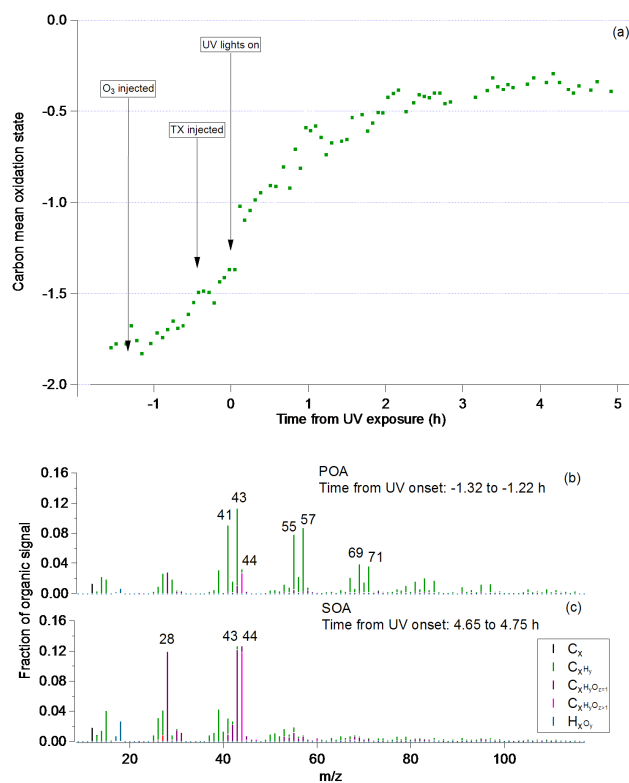 (a)
UV lights on
O3 injected
TX injected
Carbon mean oxidation state
0.0
-0.5
-1.0
-1.5
-2.0
-1 0 1 2 3 4 5
Time from UV exposure (h)
POA
(b)
Time from UV onset: -1.32 to -1.22 h
Fraction of organic signal
0.16
0.12
0.08
0.04
0.00
41 43 44 55 57 69 71
SOA
(c)
Time from UV onset: 4.65 to 4.75 h
0.16
0.12
0.08
0.04
0.00
28 43 44
Cx
CxHy
CxHyOz=1
CxHyOz>1
HxOy
20 40 60 80 100
m/z